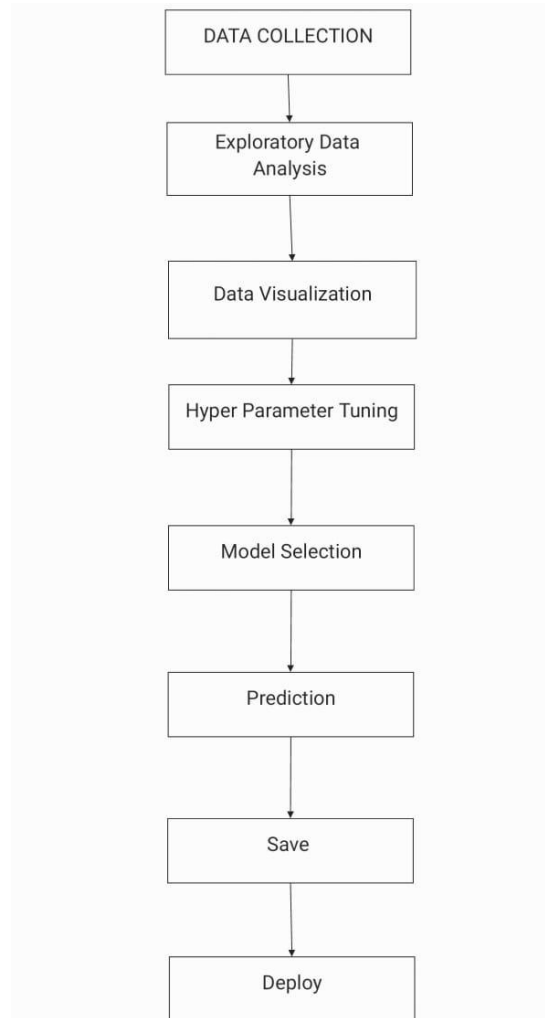 DATA COLLECTION
Exploratory Data
Analysis
Data Visualization
Hyper Parameter Tuning
Model Selection
Prediction
Save
Deploy